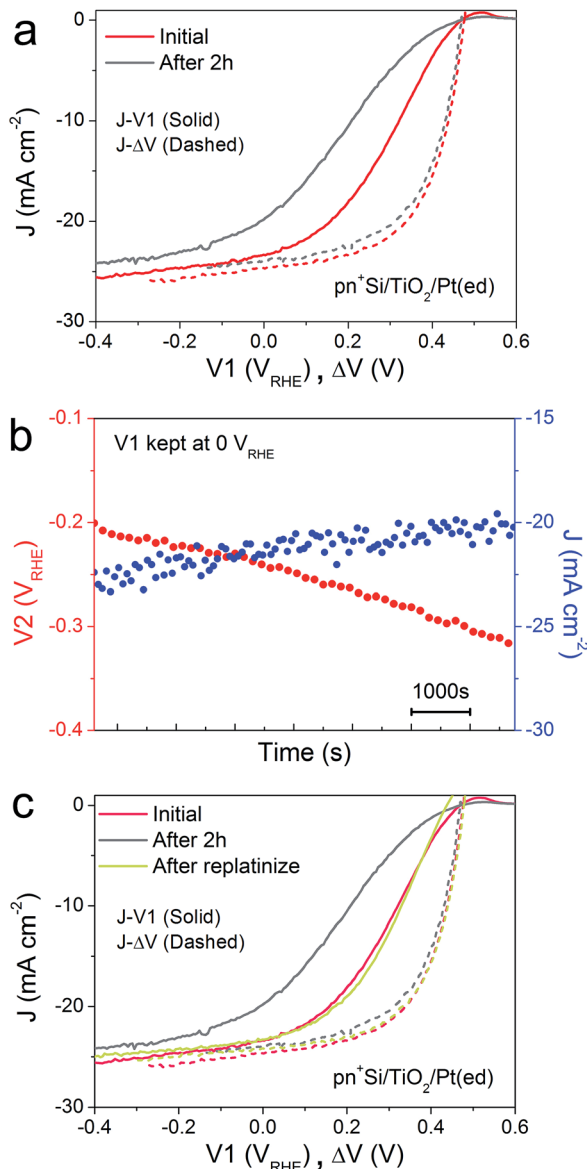 a
0
-10
-20
-30
J (mA cm⁻²)
Initial
After 2h
J-V1 (Solid)
J-ΔV (Dashed)
pn⁺Si/TiO₂/Pt(ed)
-0.4 -0.2 0.0 0.2 0.4 0.6
V1 (V_RHE) , ΔV (V)
b
V1 kept at 0 V_RHE
-0.1
-0.2
-0.3
-0.4
V2 (V_RHE)
-15
-20
-25
-30
J (mA cm⁻²)
1000s
Time (s)
c
0
-10
-20
-30
J (mA cm⁻²)
Initial
After 2h
After replatinize
J-V1 (Solid)
J-ΔV (Dashed)
pn⁺Si/TiO₂/Pt(ed)
-0.4 -0.2 0.0 0.2 0.4 0.6
V1 (V_RHE) , ΔV (V)